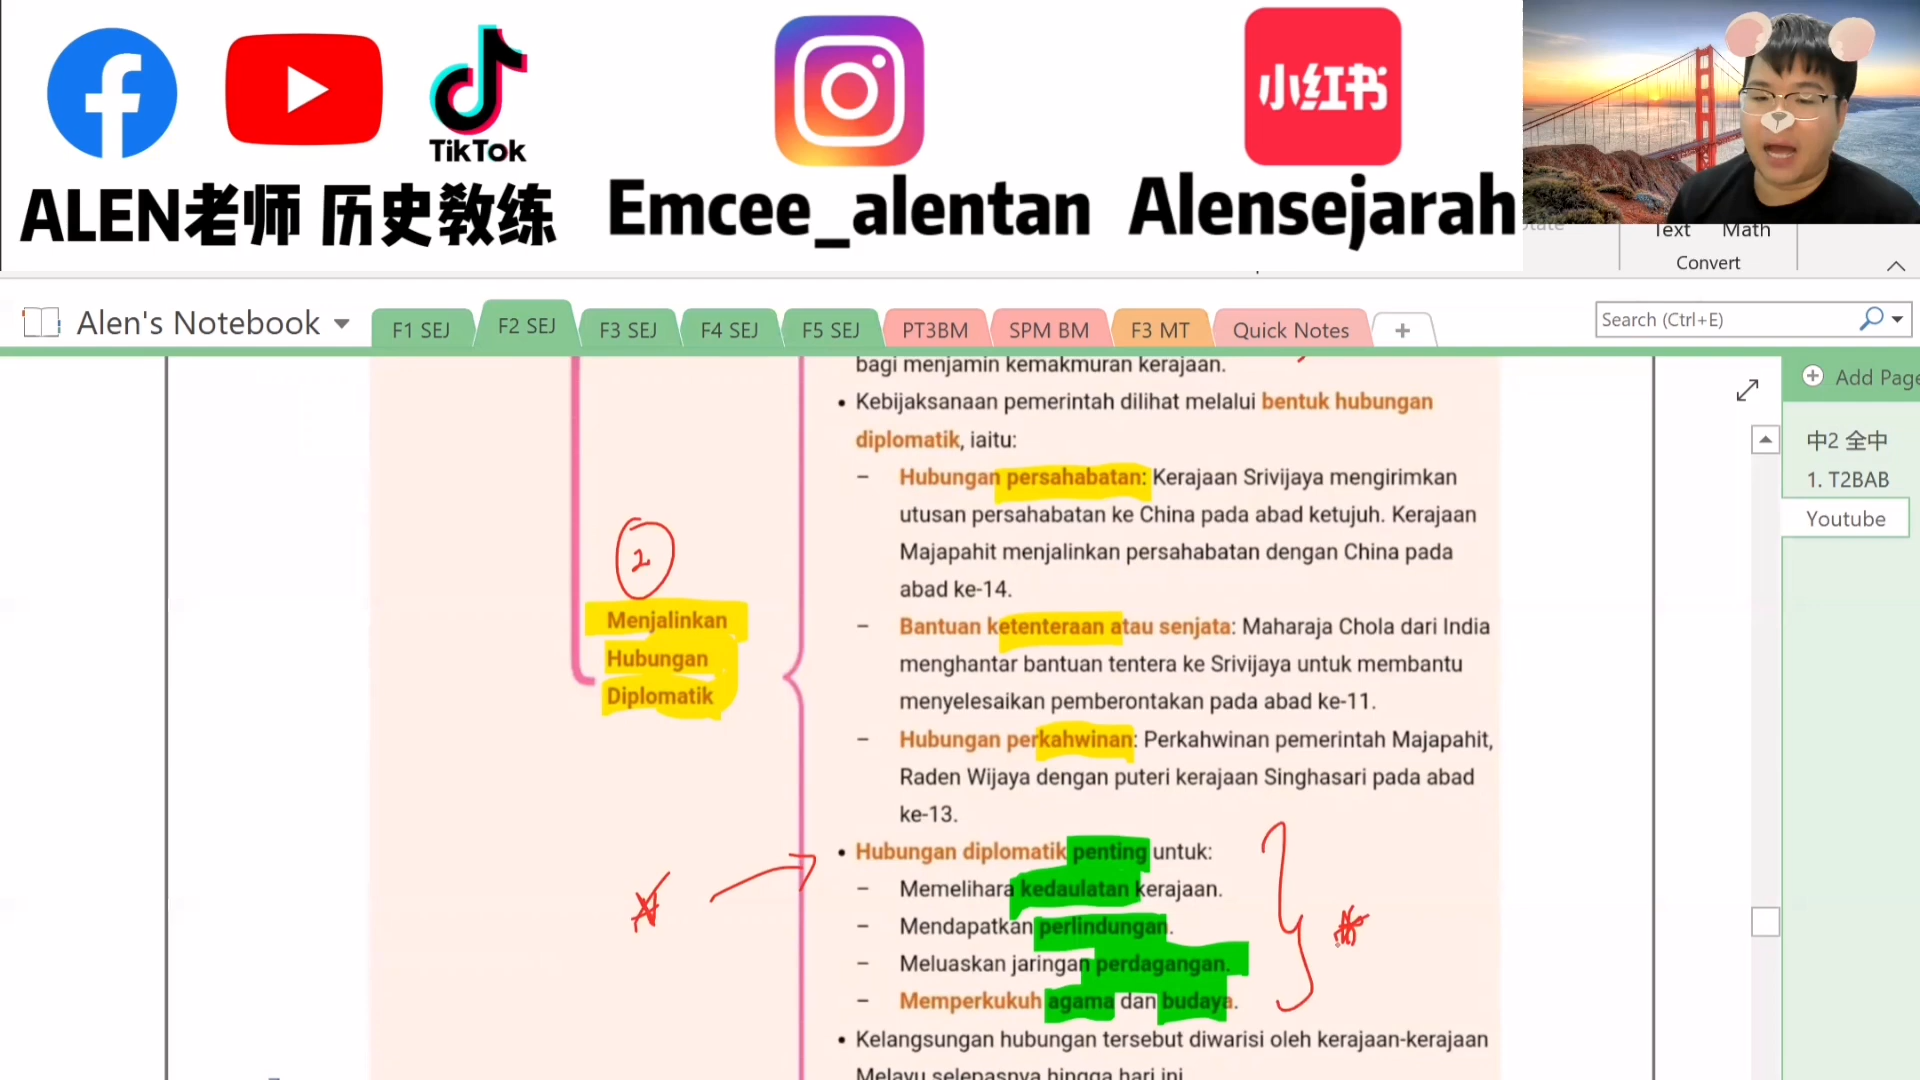 TikTok
小红书
ALEN老师 历史教练
Emcee_alentan
Alensejarah
Text Math
Convert
Alen's Notebook
F1 SEJ
F2 SEJ
F3 SEJ
F4 SEJ
F5 SEJ
PT3BM
SPM BM
F3 MT
Quick Notes
+
Search (Ctrl+E)
Add Page
中2 全中
1. T2BAB
Youtube
bagi menjamin kemakmuran kerajaan.
• Kebijaksanaan pemerintah dilihat melalui bentuk hubungan
diplomatik, iaitu:
– Hubungan persahabatan: Kerajaan Srivijaya mengirimkan
utusan persahabatan ke China pada abad ketujuh. Kerajaan
Majapahit menjalinkan persahabatan dengan China pada
abad ke-14.
2
Menjalinkan
Hubungan
Diplomatik
– Bantuan ketenteraan atau senjata: Maharaja Chola dari India
menghantar bantuan tentera ke Srivijaya untuk membantu
menyelesaikan pemberontakan pada abad ke-11.
– Hubungan perkahwinan: Perkahwinan pemerintah Majapahit,
Raden Wijaya dengan puteri kerajaan Singhasari pada abad
ke-13.
• Hubungan diplomatik penting untuk:
– Memelihara kedaulatan kerajaan.
– Mendapatkan perlindungan.
– Meluaskan jaringan perdagangan.
– Memperkukuh agama dan budaya.
• Kelangsungan hubungan tersebut diwarisi oleh kerajaan-kerajaan
Melayu selepasnya hingga hari ini.